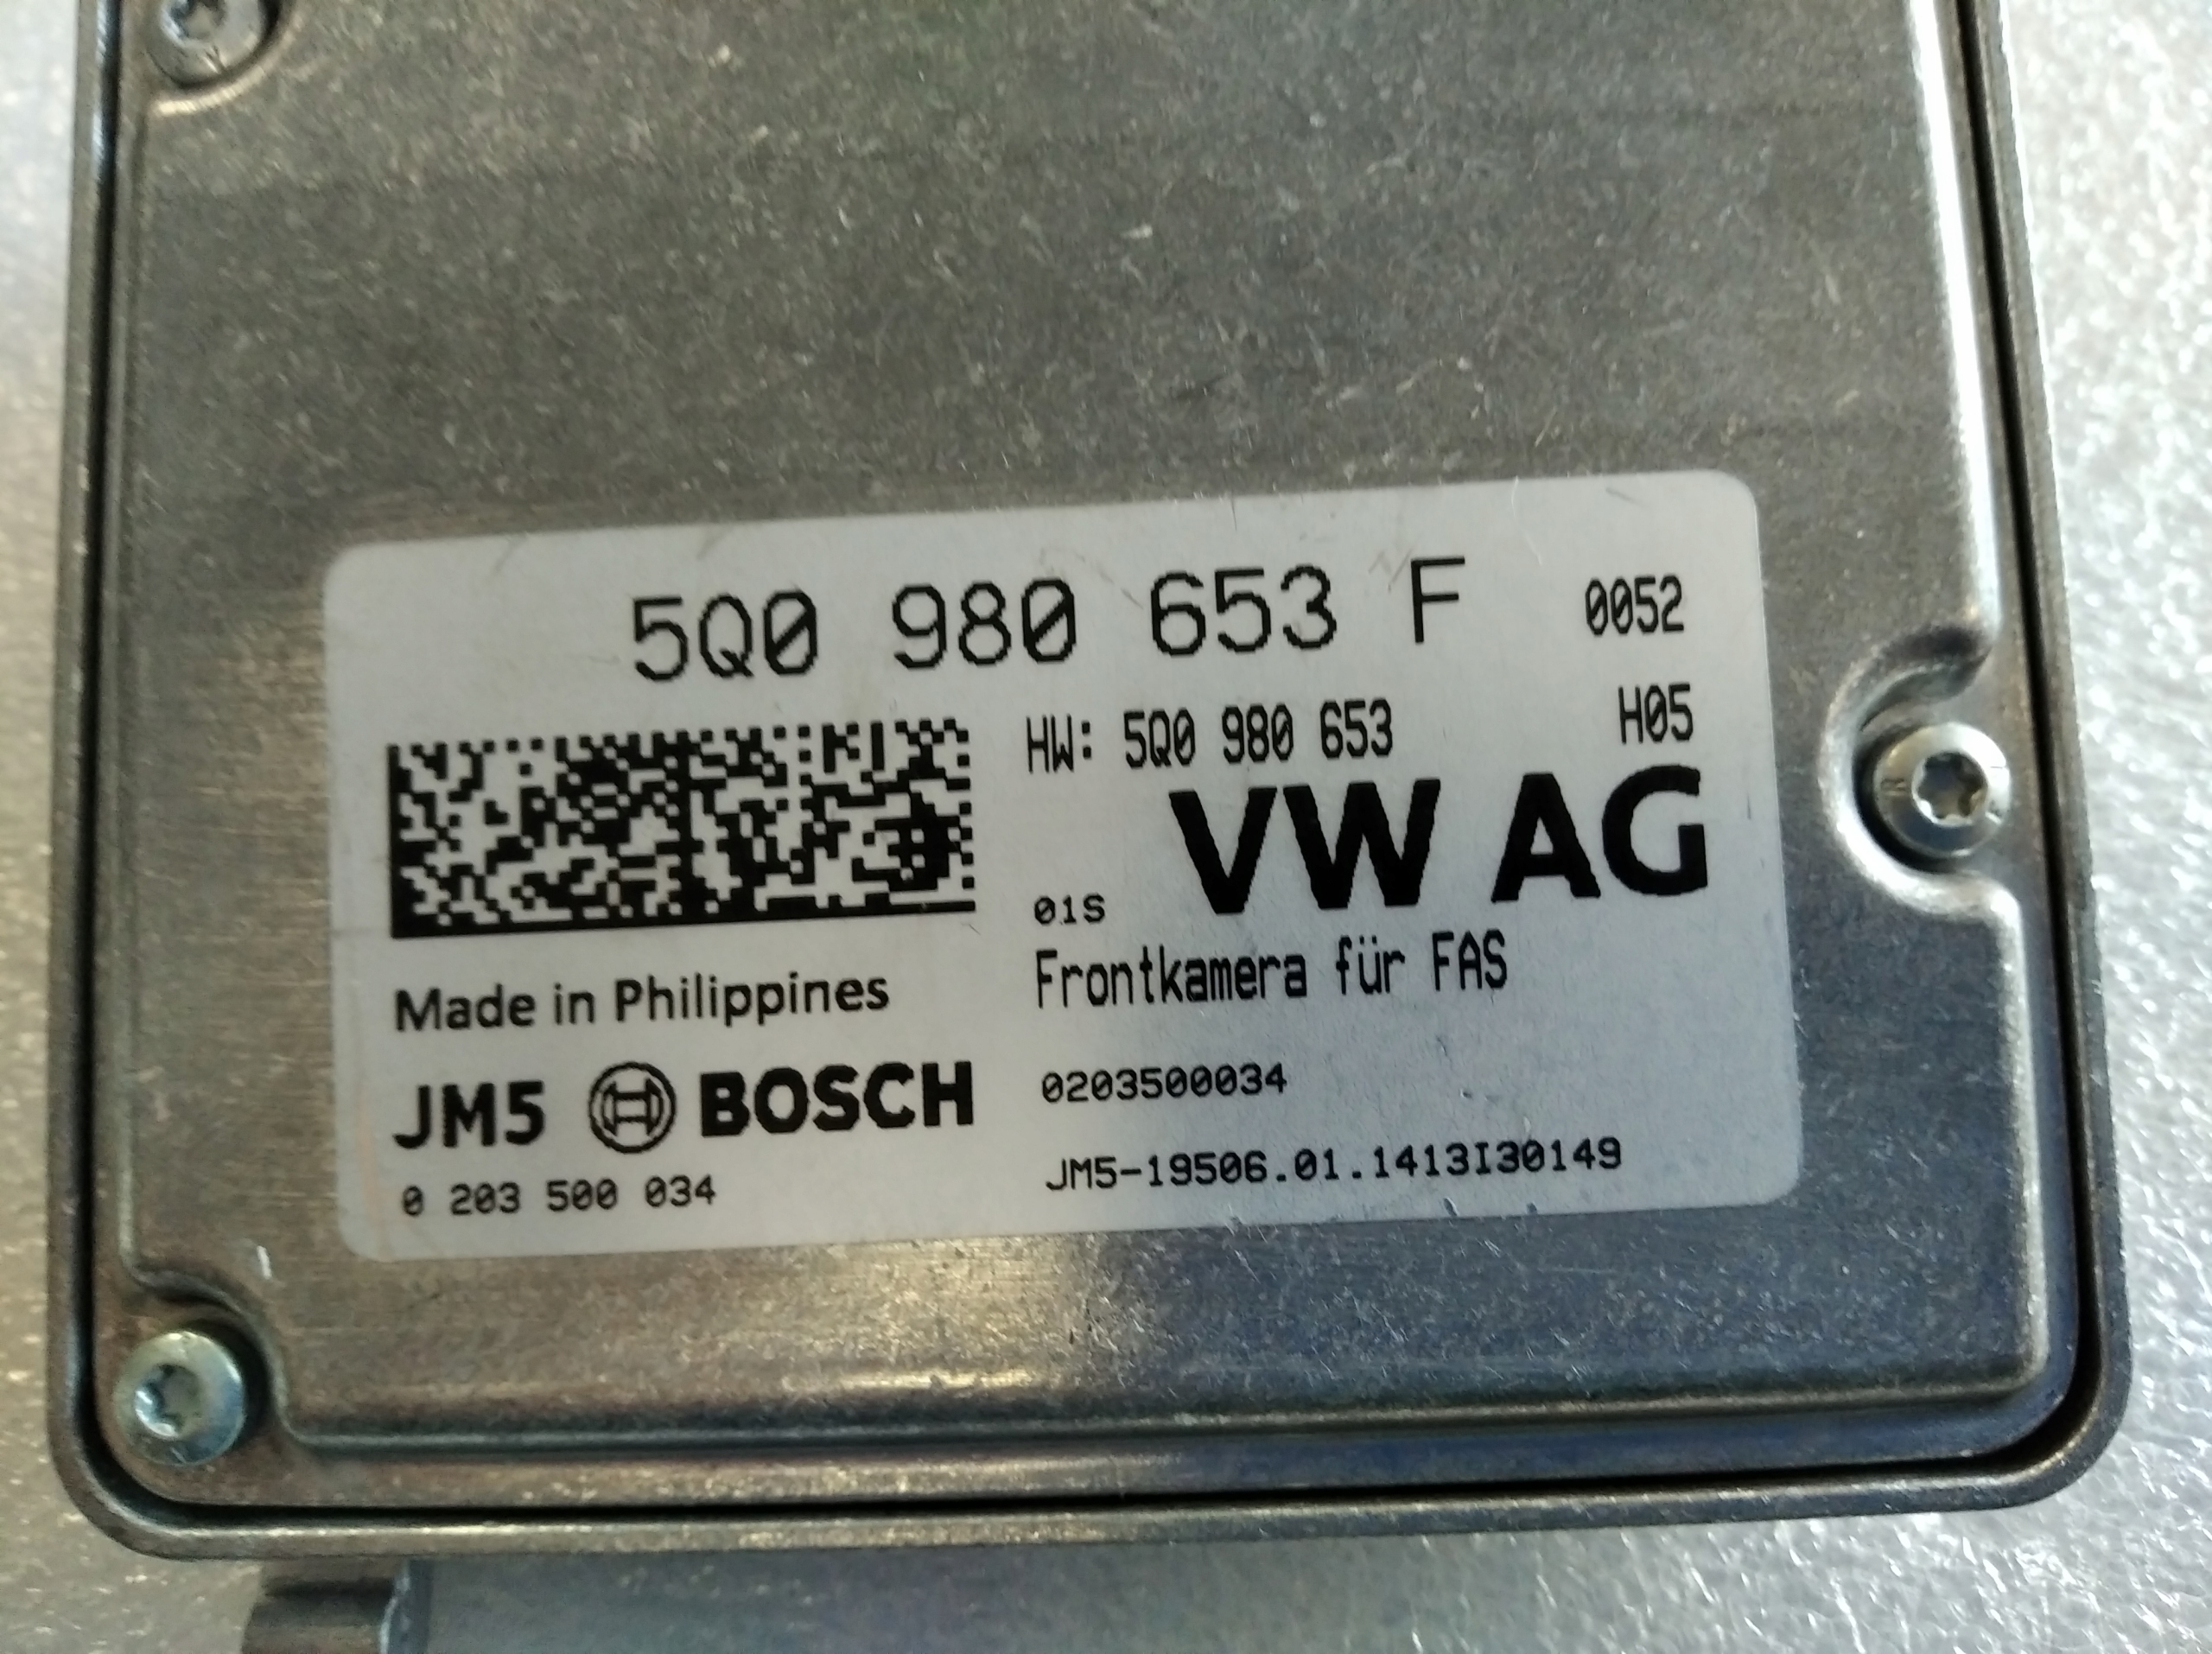 5Q0 980 653 F 0052
HW: 5Q0 980 653 H05
VW AG
01S
Frontkamera für FAS
Made in Philippines
JM5 BOSCH
0203500034
0 203 500 034
JM5-19506.01.1413I30149